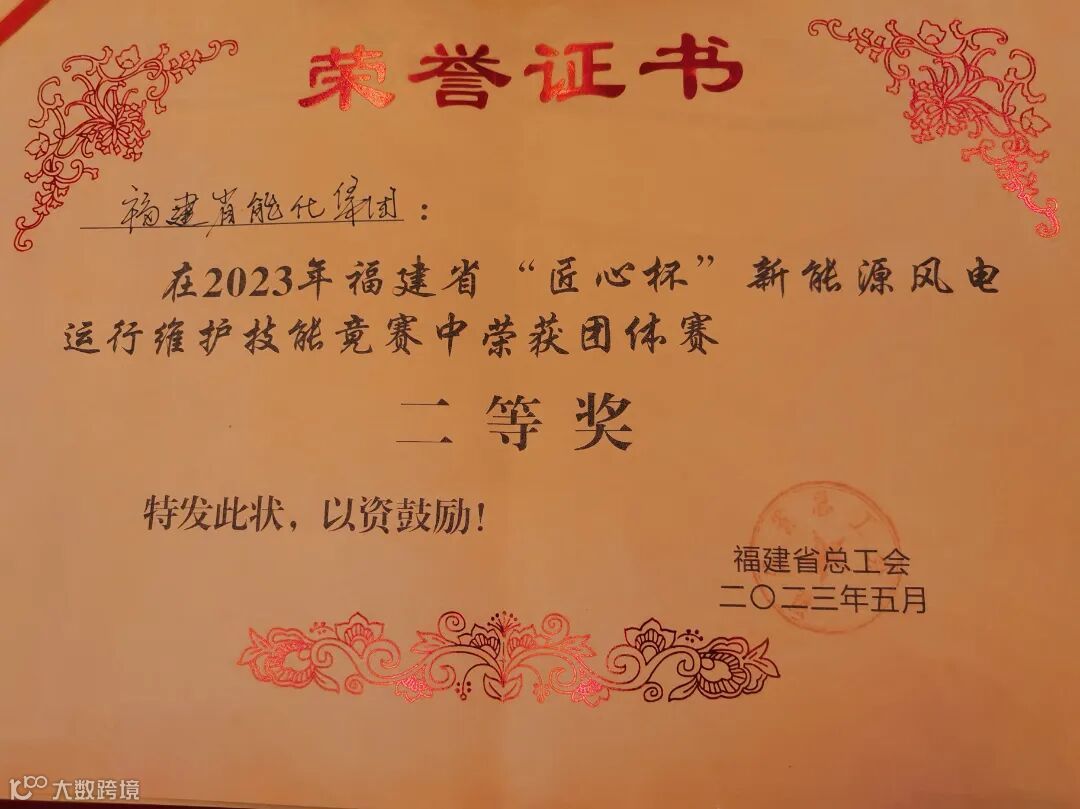 荣誉证书
福建省能化集团：
在2023年福建省“匠心杯”新能源风电
运行维护技能竟赛中荣获团体赛
二等奖
特发此状，以资鼓励！
福建省总工会
二〇二三年五月
大数跨境